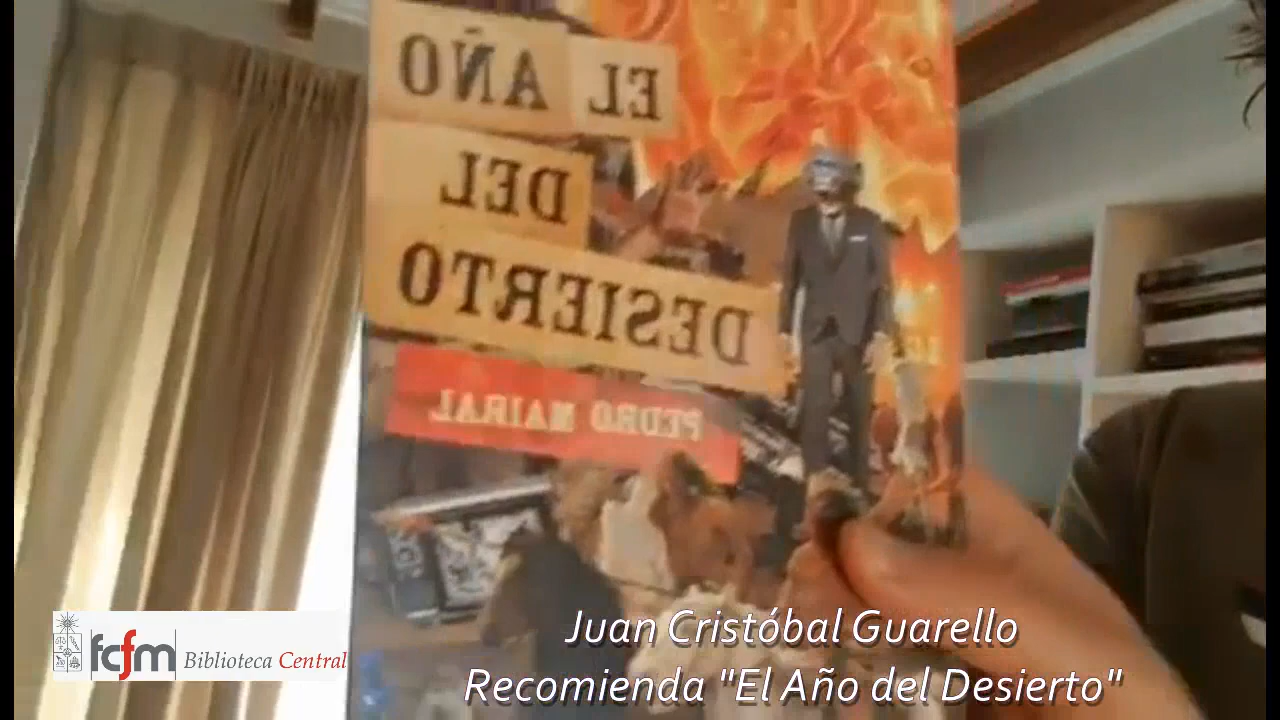 EL AÑO
DEL
DESIERTO
PEDRO MAIRAL
Juan Cristóbal Guarello
Recomienda "El Año del Desierto"
fcfm Biblioteca Central